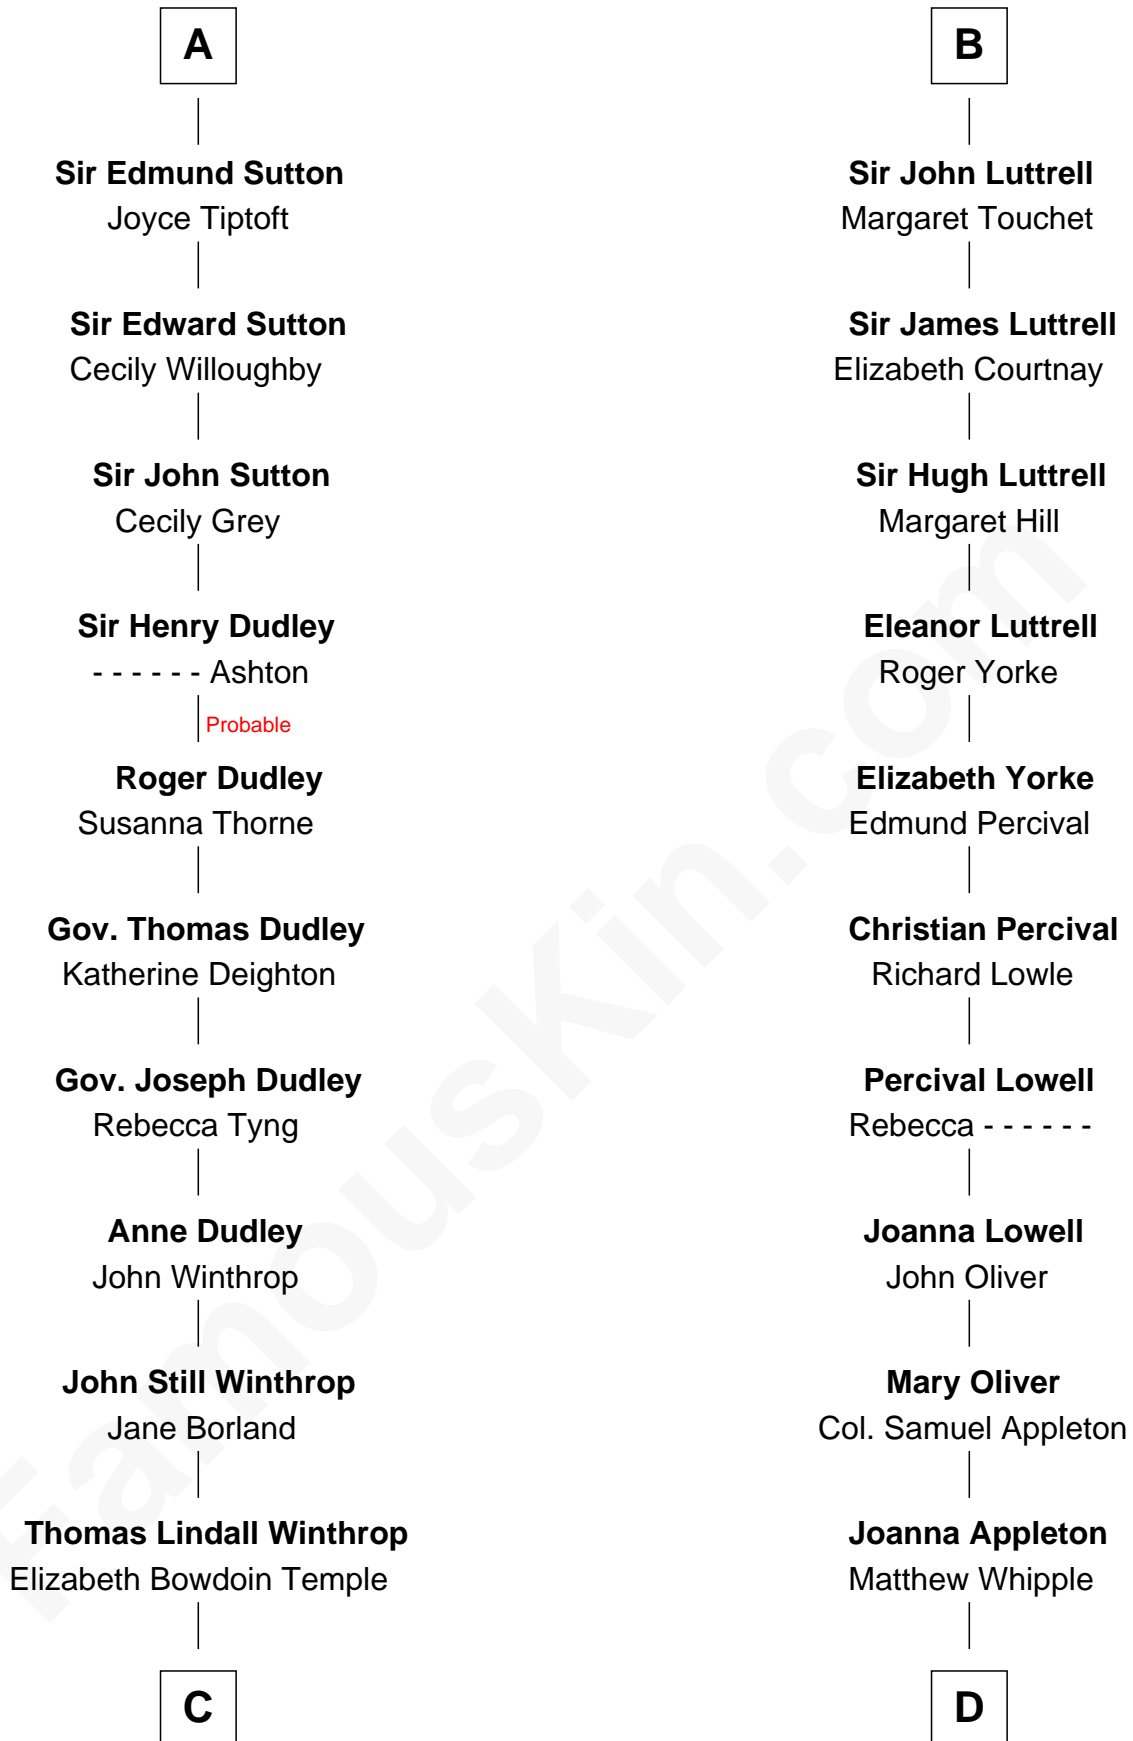 A
Sir Edmund Sutton
Joyce Tiptoft
Sir Edward Sutton
Cecily Willoughby
Sir John Sutton
Cecily Grey
Sir Henry Dudley
- - - - - - Ashton
Probable
Roger Dudley
Susanna Thorne
Gov. Thomas Dudley
Katherine Deighton
Gov. Joseph Dudley
Rebecca Tyng
Anne Dudley
John Winthrop
John Still Winthrop
Jane Borland
Thomas Lindall Winthrop
Elizabeth Bowdoin Temple
C
B
Sir John Luttrell
Margaret Touchet
Sir James Luttrell
Elizabeth Courtnay
Sir Hugh Luttrell
Margaret Hill
Eleanor Luttrell
Roger Yorke
Elizabeth Yorke
Edmund Percival
Christian Percival
Richard Lowle
Percival Lowell
Rebecca - - - - - -
Joanna Lowell
John Oliver
Mary Oliver
Col. Samuel Appleton
Joanna Appleton
Matthew Whipple
D
FamousKin.com